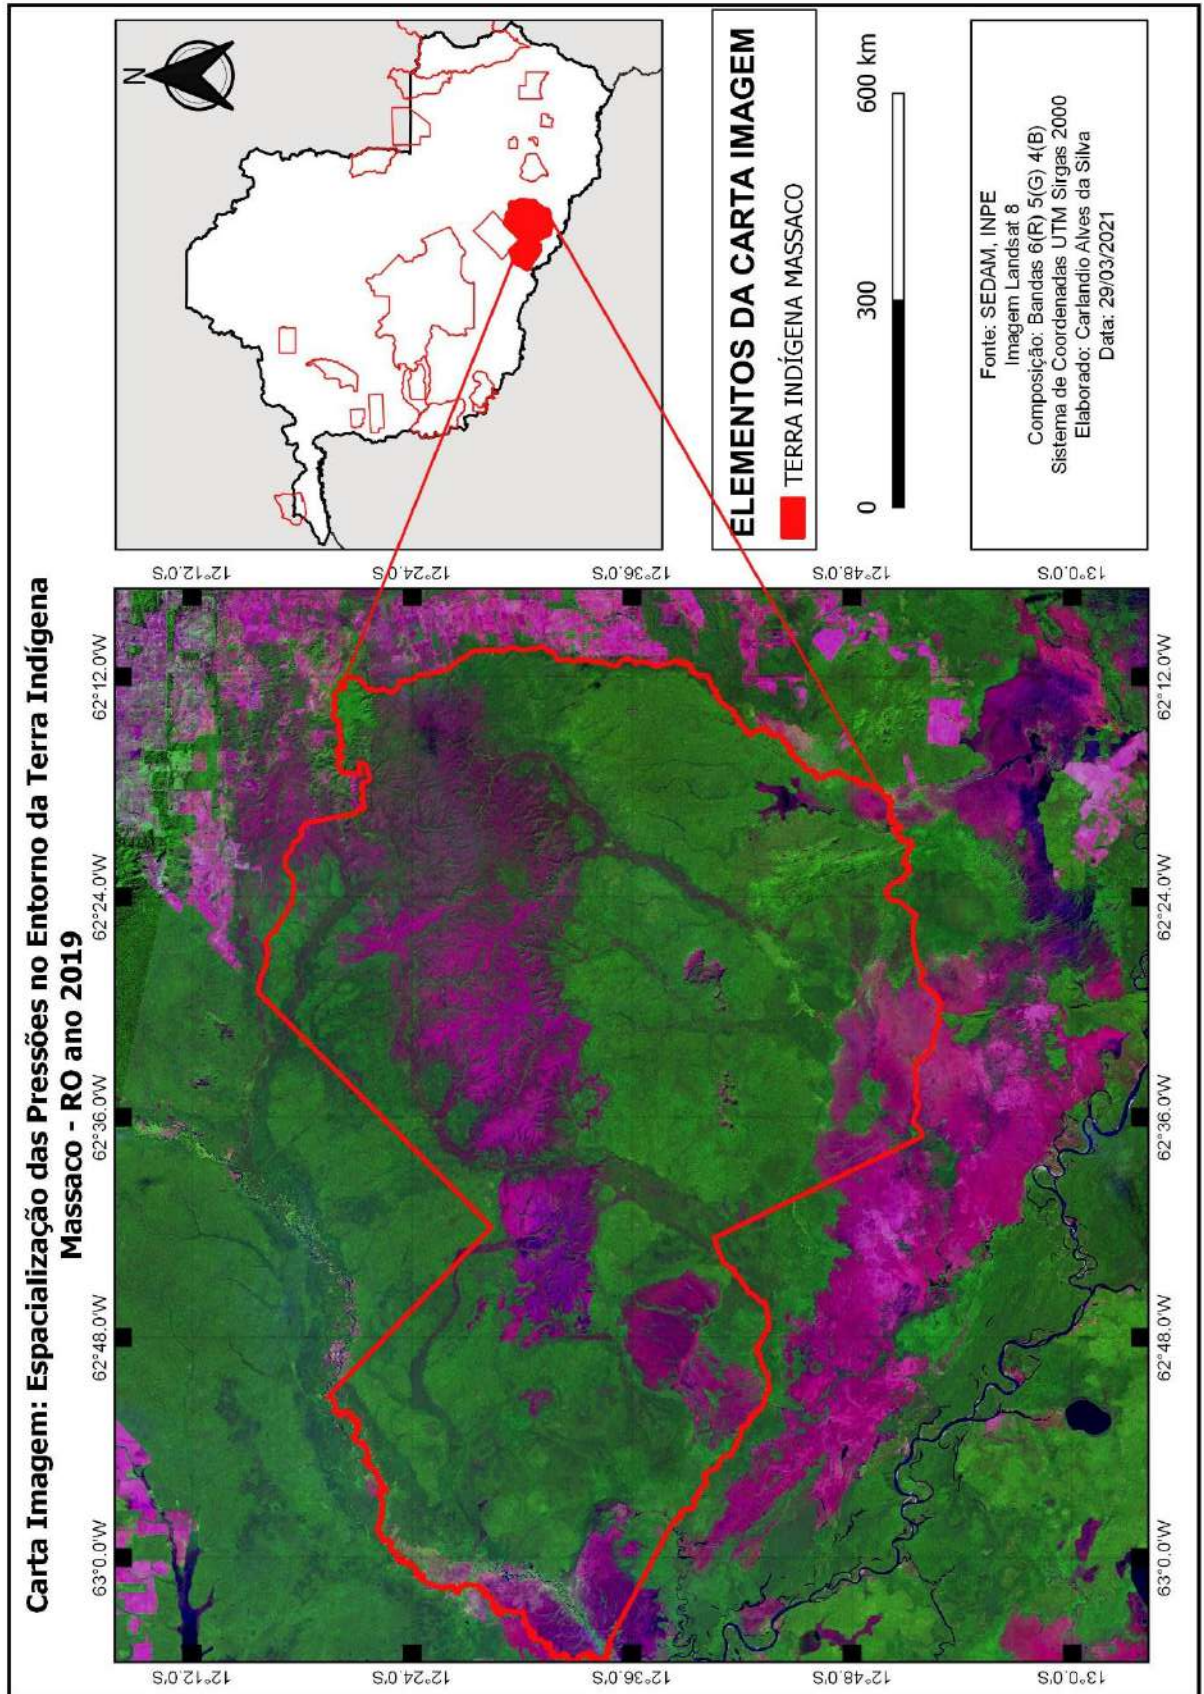 Carta Imagem: Espacialização das Pressões no Entorno da Terra Indígena
Massaco - RO ano 2019
63°0.0'W
62°48.0'W
62°36.0'W
62°24.0'W
62°12.0'W
12°12.0'S
12°24.0'S
12°36.0'S
12°48.0'S
13°0.0'S
12°12.0'S
12°24.0'S
12°36.0'S
12°48.0'S
13°0.0'S
63°0.0'W
62°48.0'W
62°36.0'W
62°24.0'W
62°12.0'W
N
ELEMENTOS DA CARTA IMAGEM
TERRA INDÍGENA MASSACO
0 300 600 km
Fonte: SEDAM, INPE
Imagem Landsat 8
Composição: Bandas 6(R) 5(G) 4(B)
Sistema de Coordenadas UTM Sirgas 2000
Elaborado: Carlandio Alves da Silva
Data: 29/03/2021